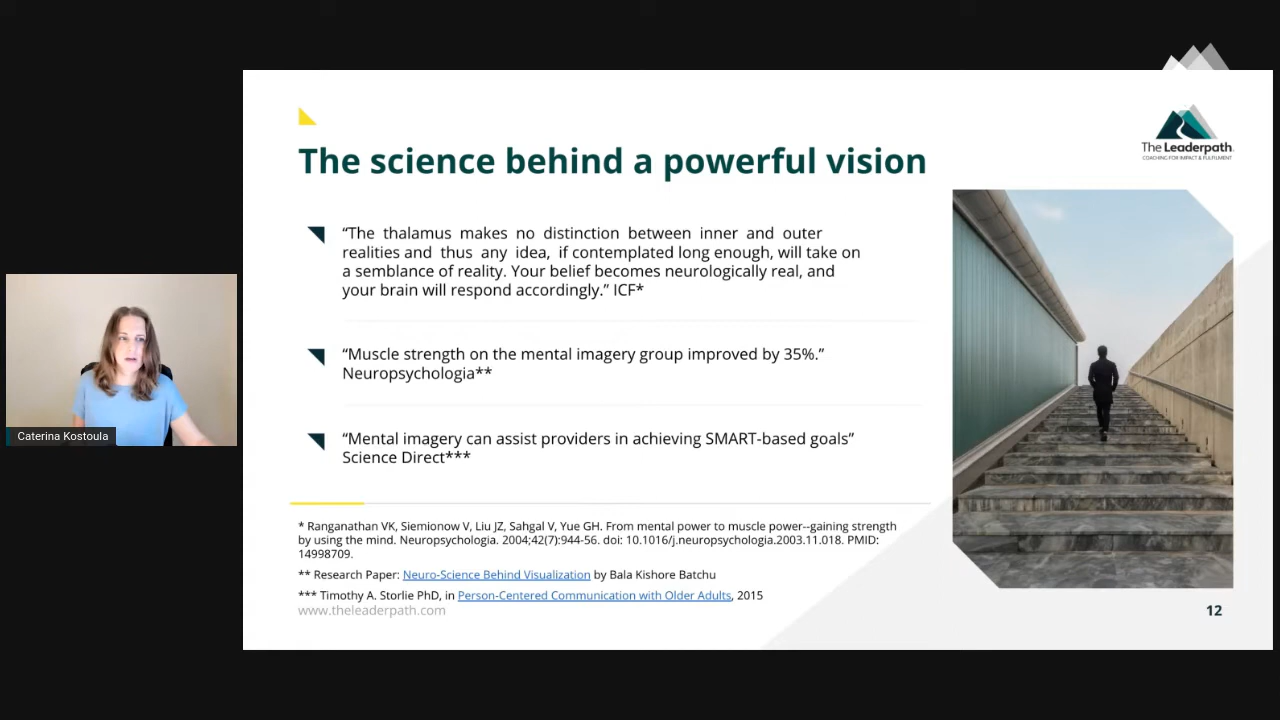 The science behind a powerful vision
The Leaderpath.
COACHING FOR IMPACT & FULFILMENT
“The thalamus makes no distinction between inner and outer
realities and thus any idea, if contemplated long enough, will take on
a semblance of reality. Your belief becomes neurologically real, and
your brain will respond accordingly.” ICF*
“Muscle strength on the mental imagery group improved by 35%.”
Neuropsychologia**
“Mental imagery can assist providers in achieving SMART-based goals”
Science Direct***
Caterina Kostoula
* Ranganathan VK, Siemionow V, Liu JZ, Sahgal V, Yue GH. From mental power to muscle power--gaining strength
by using the mind. Neuropsychologia. 2004;42(7):944-56. doi: 10.1016/j.neuropsychologia.2003.11.018. PMID:
14998709.
** Research Paper: Neuro-Science Behind Visualization by Bala Kishore Batchu
*** Timothy A. Storlie PhD, in Person-Centered Communication with Older Adults, 2015
www.theleaderpath.com
12